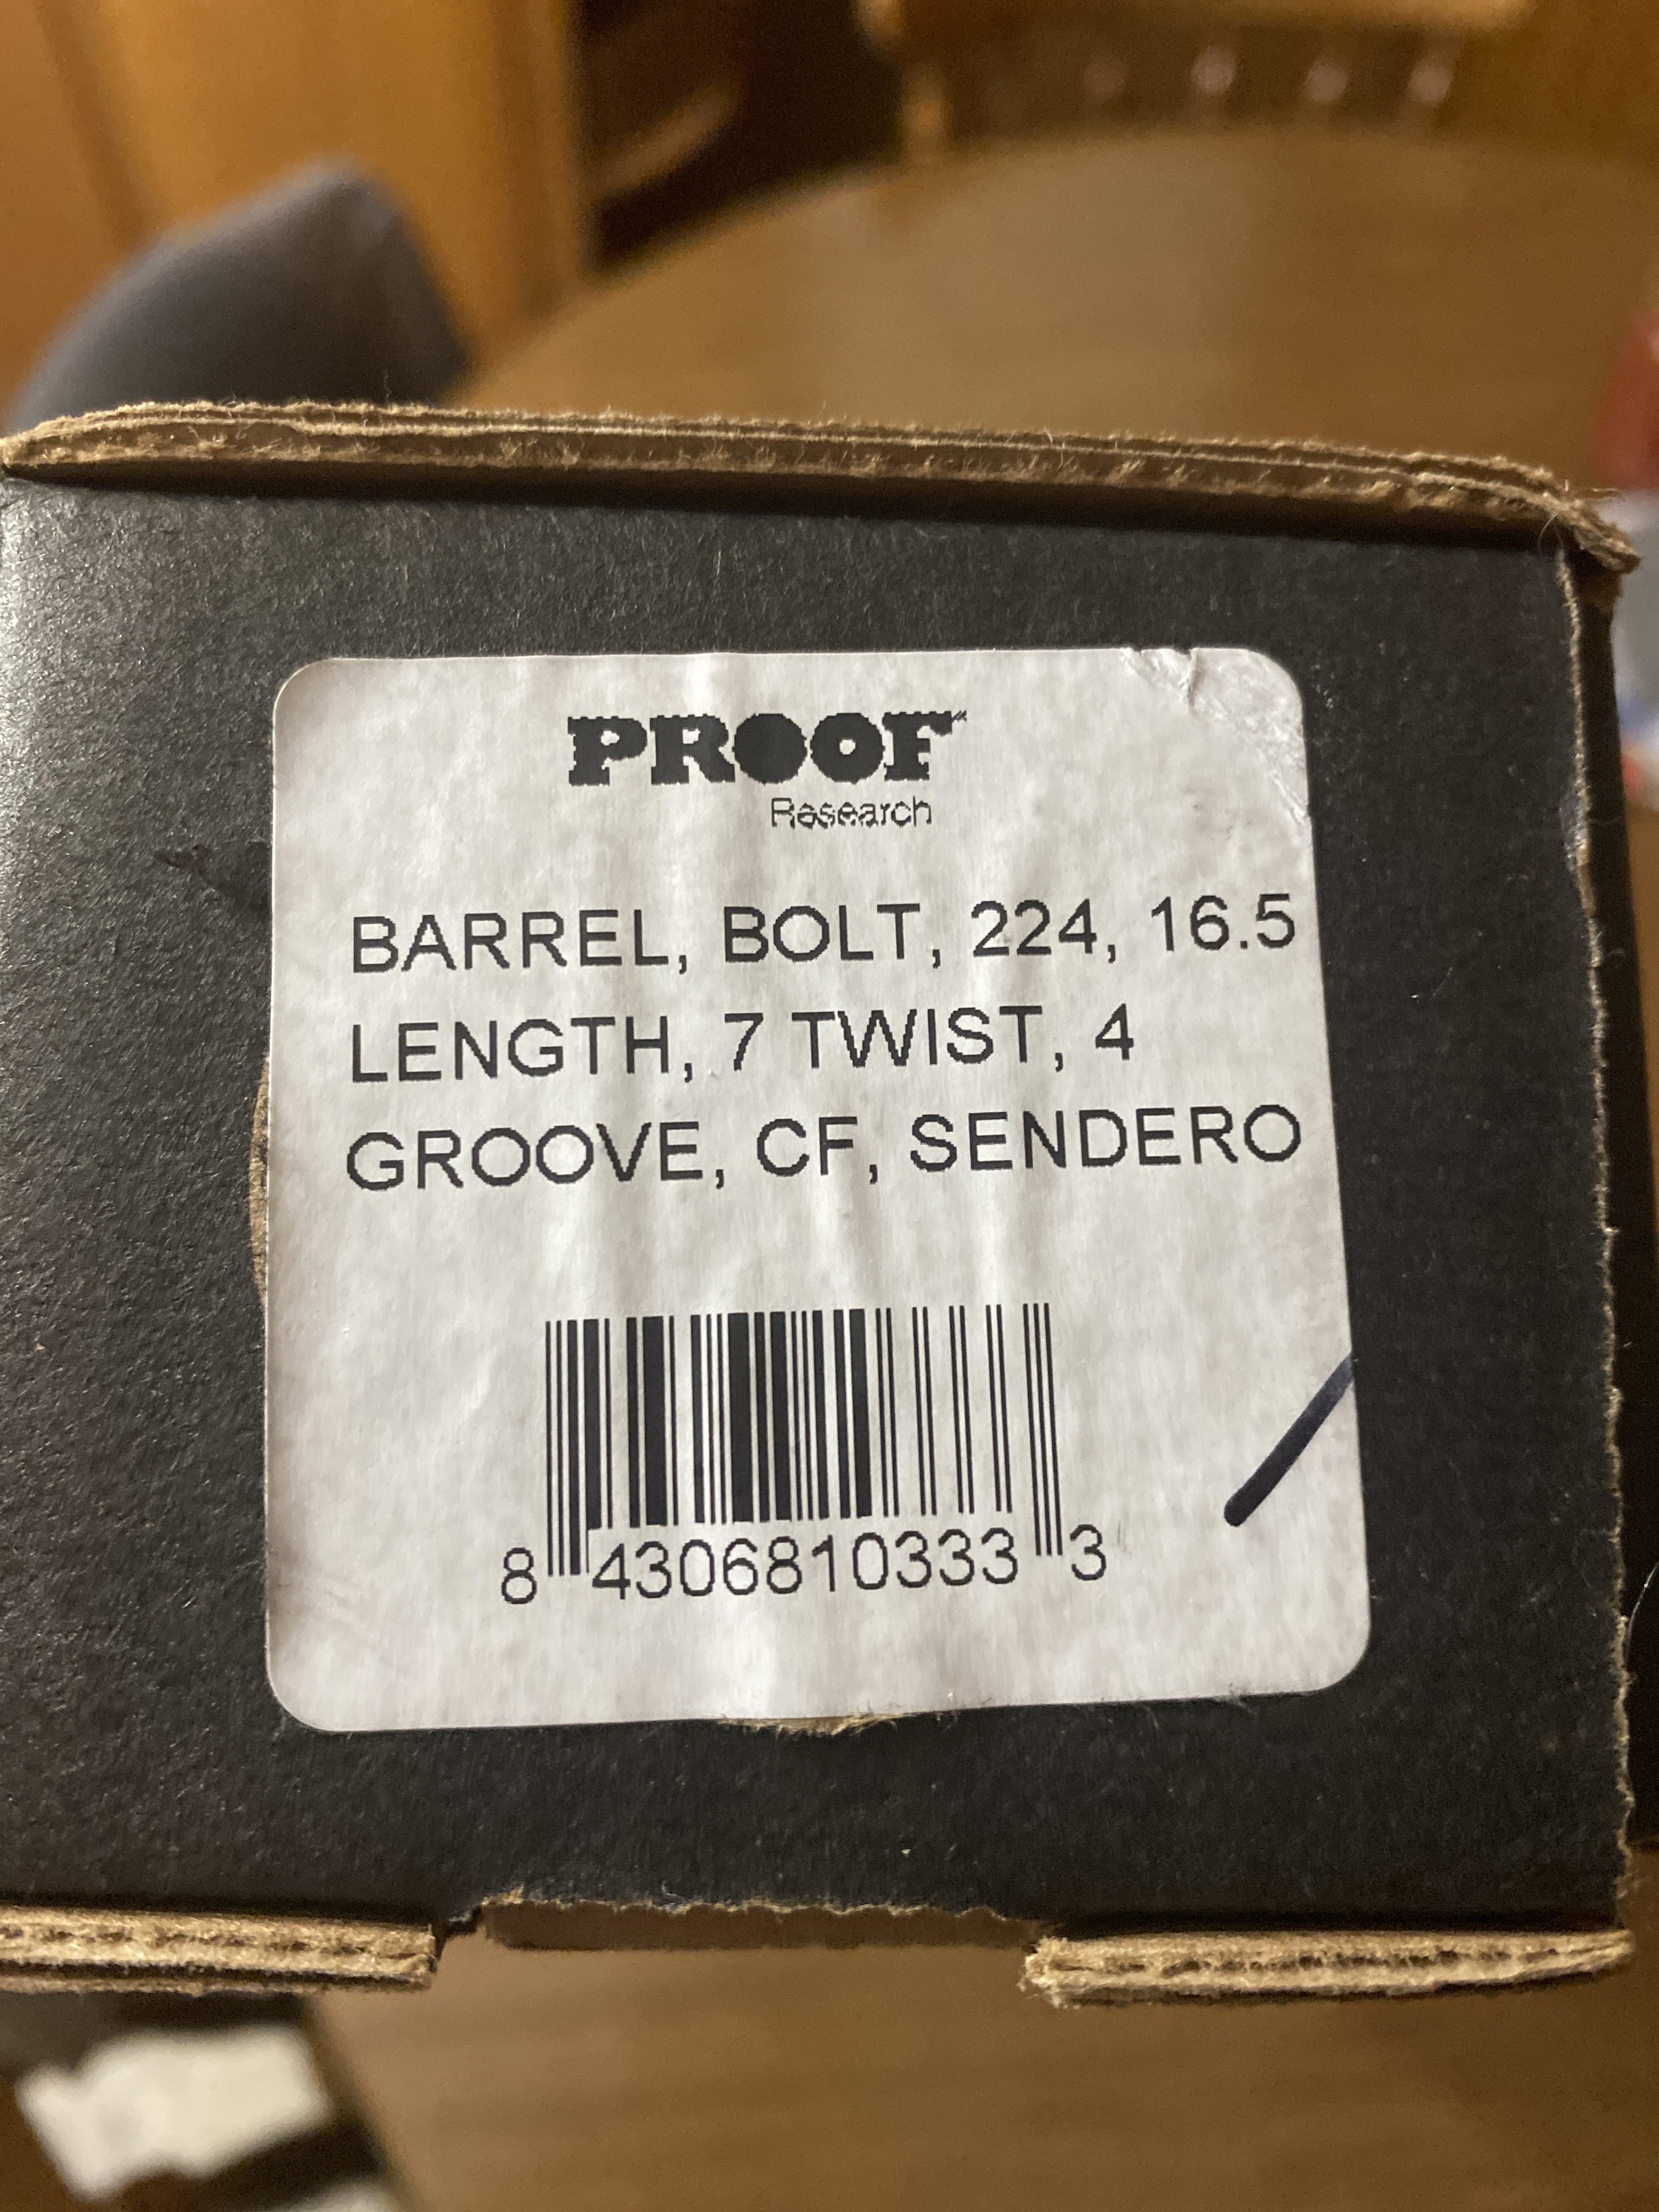 PROOF
Research
BARREL, BOLT, 224, 16.5
LENGTH, 7 TWIST, 4
GROOVE, CF, SENDERO
8 4306810333 3